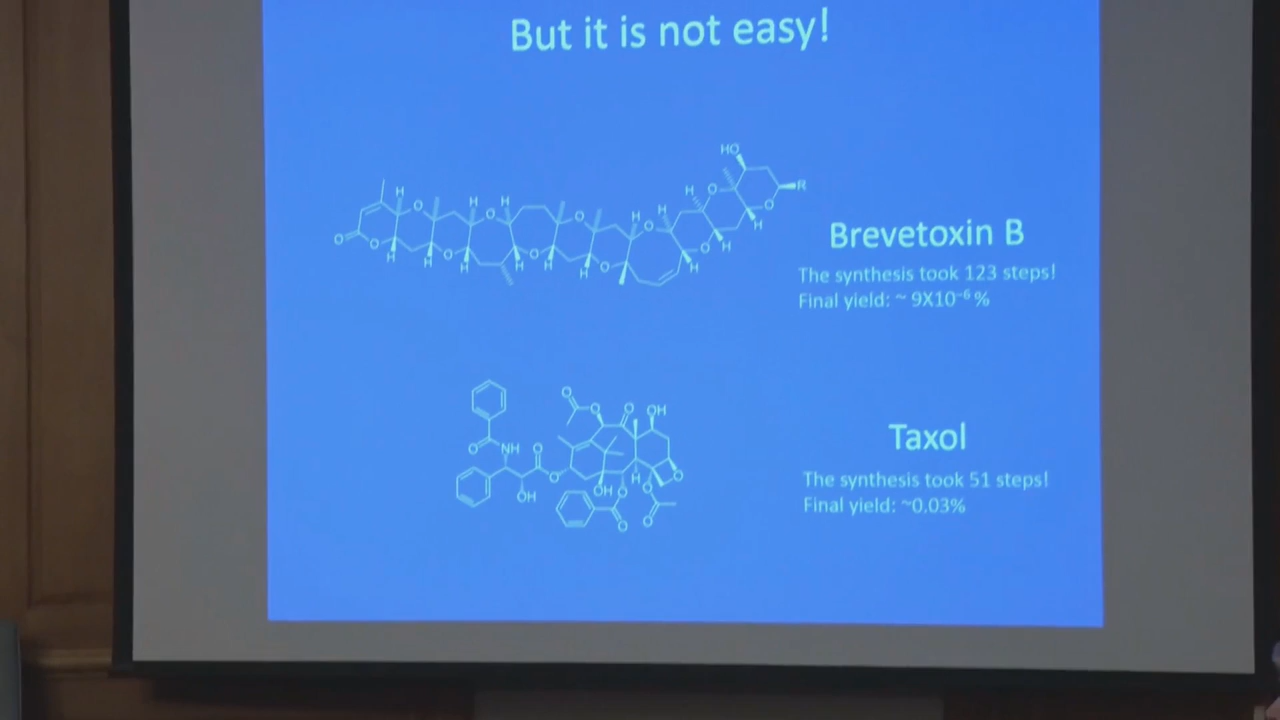 But it is not easy!
HO
R
Brevetoxin B
The synthesis took 123 steps!
Final yield: ~ 9X10⁻⁶ %
Taxol
The synthesis took 51 steps!
Final yield: ~0.03%